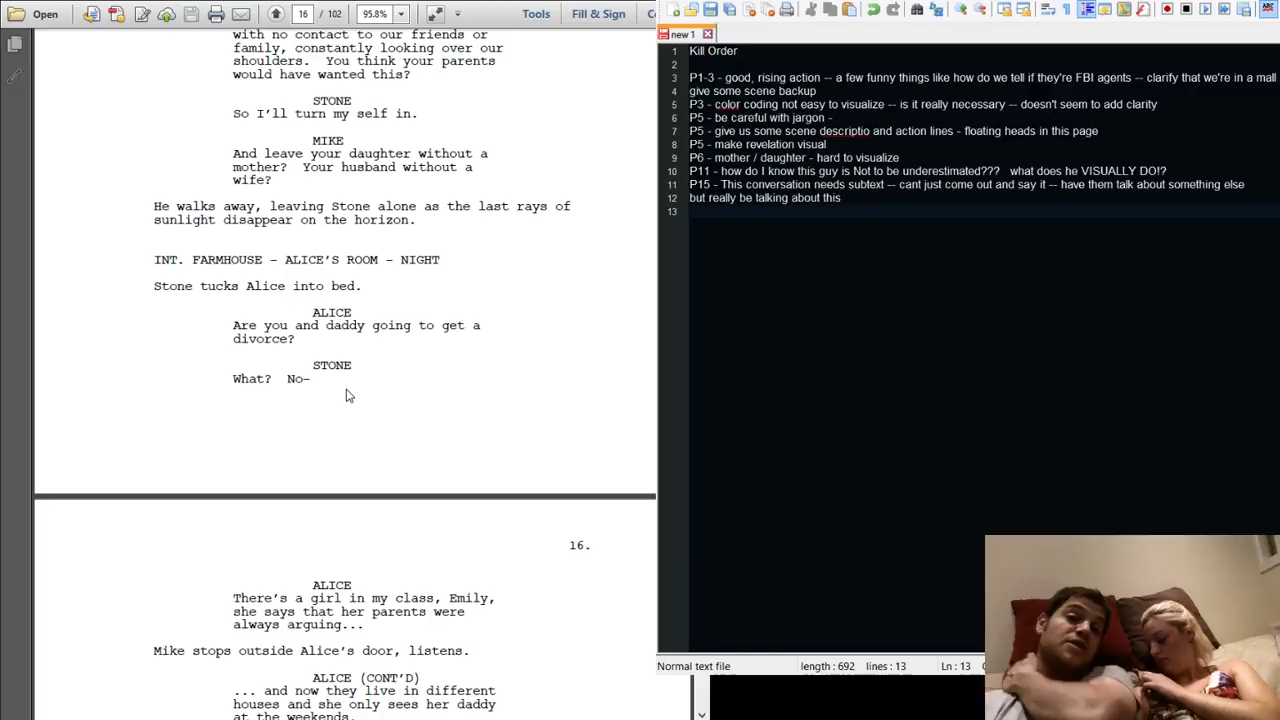 Open
16 / 102
95.8%
Tools
Fill & Sign
with no contact to our friends or
family, constantly looking over our
shoulders.  You think your parents
would have wanted this?
STONE
So I'll turn my self in.
MIKE
And leave your daughter without a
mother?  Your husband without a
wife?
He walks away, leaving Stone alone as the last rays of
sunlight disappear on the horizon.
INT. FARMHOUSE - ALICE'S ROOM - NIGHT
Stone tucks Alice into bed.
ALICE
Are you and daddy going to get a
divorce?
STONE
What?  No-
16.
ALICE
There's a girl in my class, Emily,
she says that her parents were
always arguing...
Mike stops outside Alice's door, listens.
ALICE (CONT'D)
... and now they live in different
houses and she only sees her daddy
at the weekends.
new 1
1 Kill Order
2
3 P1-3 - good, rising action -- a few funny things like how do we tell if they're FBI agents -- clarify that we're in a mall
4 give some scene backup
5 P3 - color coding not easy to visualize -- is it really necessary -- doesn't seem to add clarity
6 P5 - be careful with jargon -
7 P5 - give us some scene descriptio and action lines - floating heads in this page
8 P5 - make revelation visual
9 P6 - mother / daughter - hard to visualize
10 P11 - how do I know this guy is Not to be underestimated???   what does he VISUALLY DO!?
11 P15 - This conversation needs subtext -- cant just come out and say it -- have them talk about something else
12 but really be talking about this
13
Normal text file
length : 692
lines : 13
Ln : 13